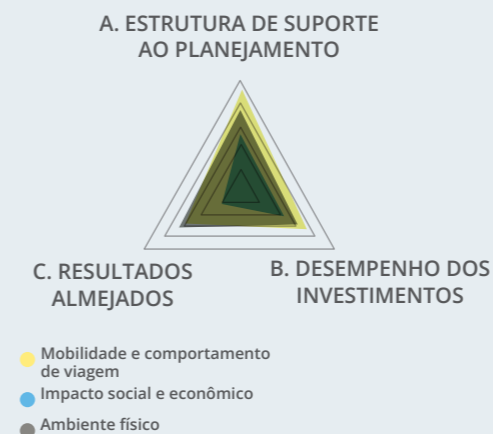 A. ESTRUTURA DE SUPORTE
AO PLANEJAMENTO
C. RESULTADOS
ALMEJADOS
B. DESEMPENHO DOS
INVESTIMENTOS
Mobilidade e comportamento
de viagem
Impacto social e econômico
Ambiente físico